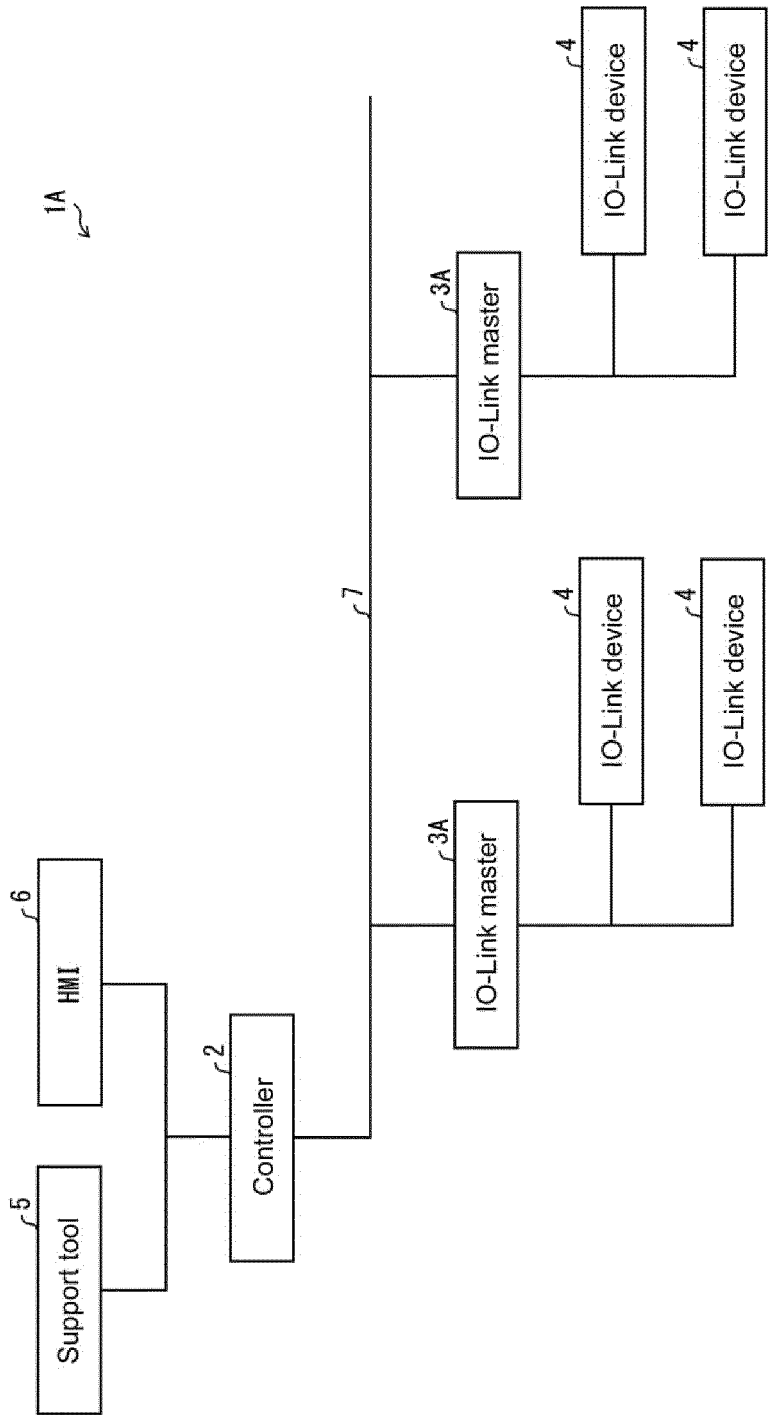 1A
5
Support tool
6
HMI
2
Controller
7
3A
IO-Link master
3A
IO-Link master
4
IO-Link device
4
IO-Link device
4
IO-Link device
4
IO-Link device